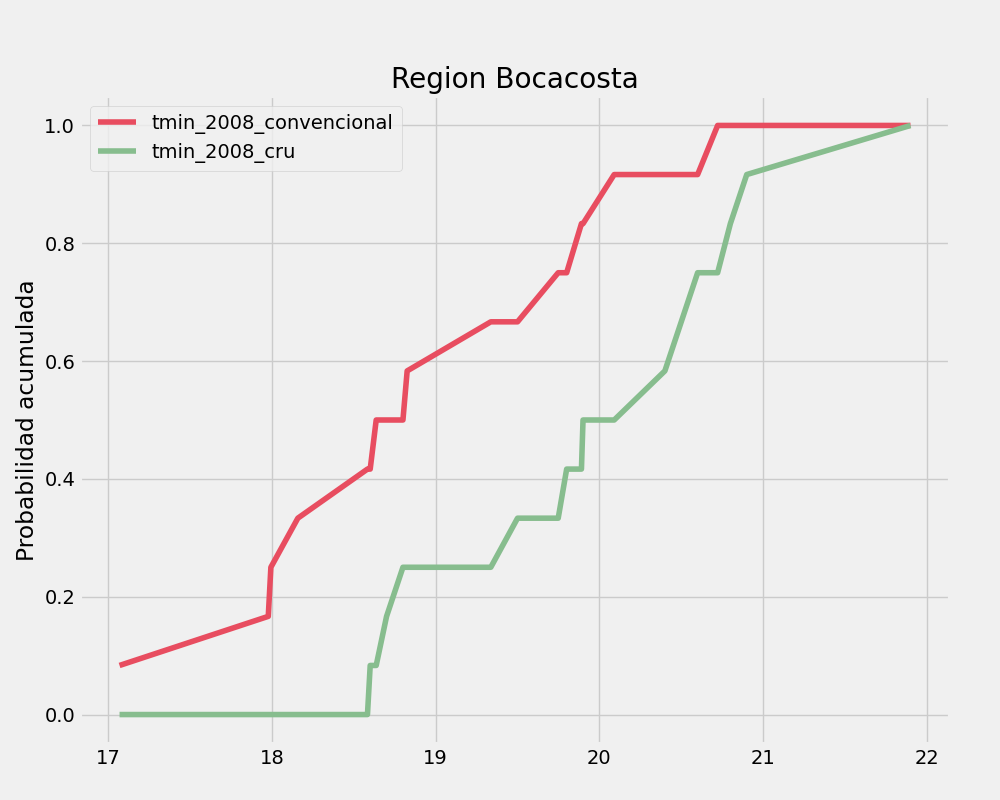 Region Bocacosta
tmin_2008_convencional
tmin_2008_cru
Probabilidad acumulada
1.0
0.8
0.6
0.4
0.2
0.0
17 18 19 20 21 22